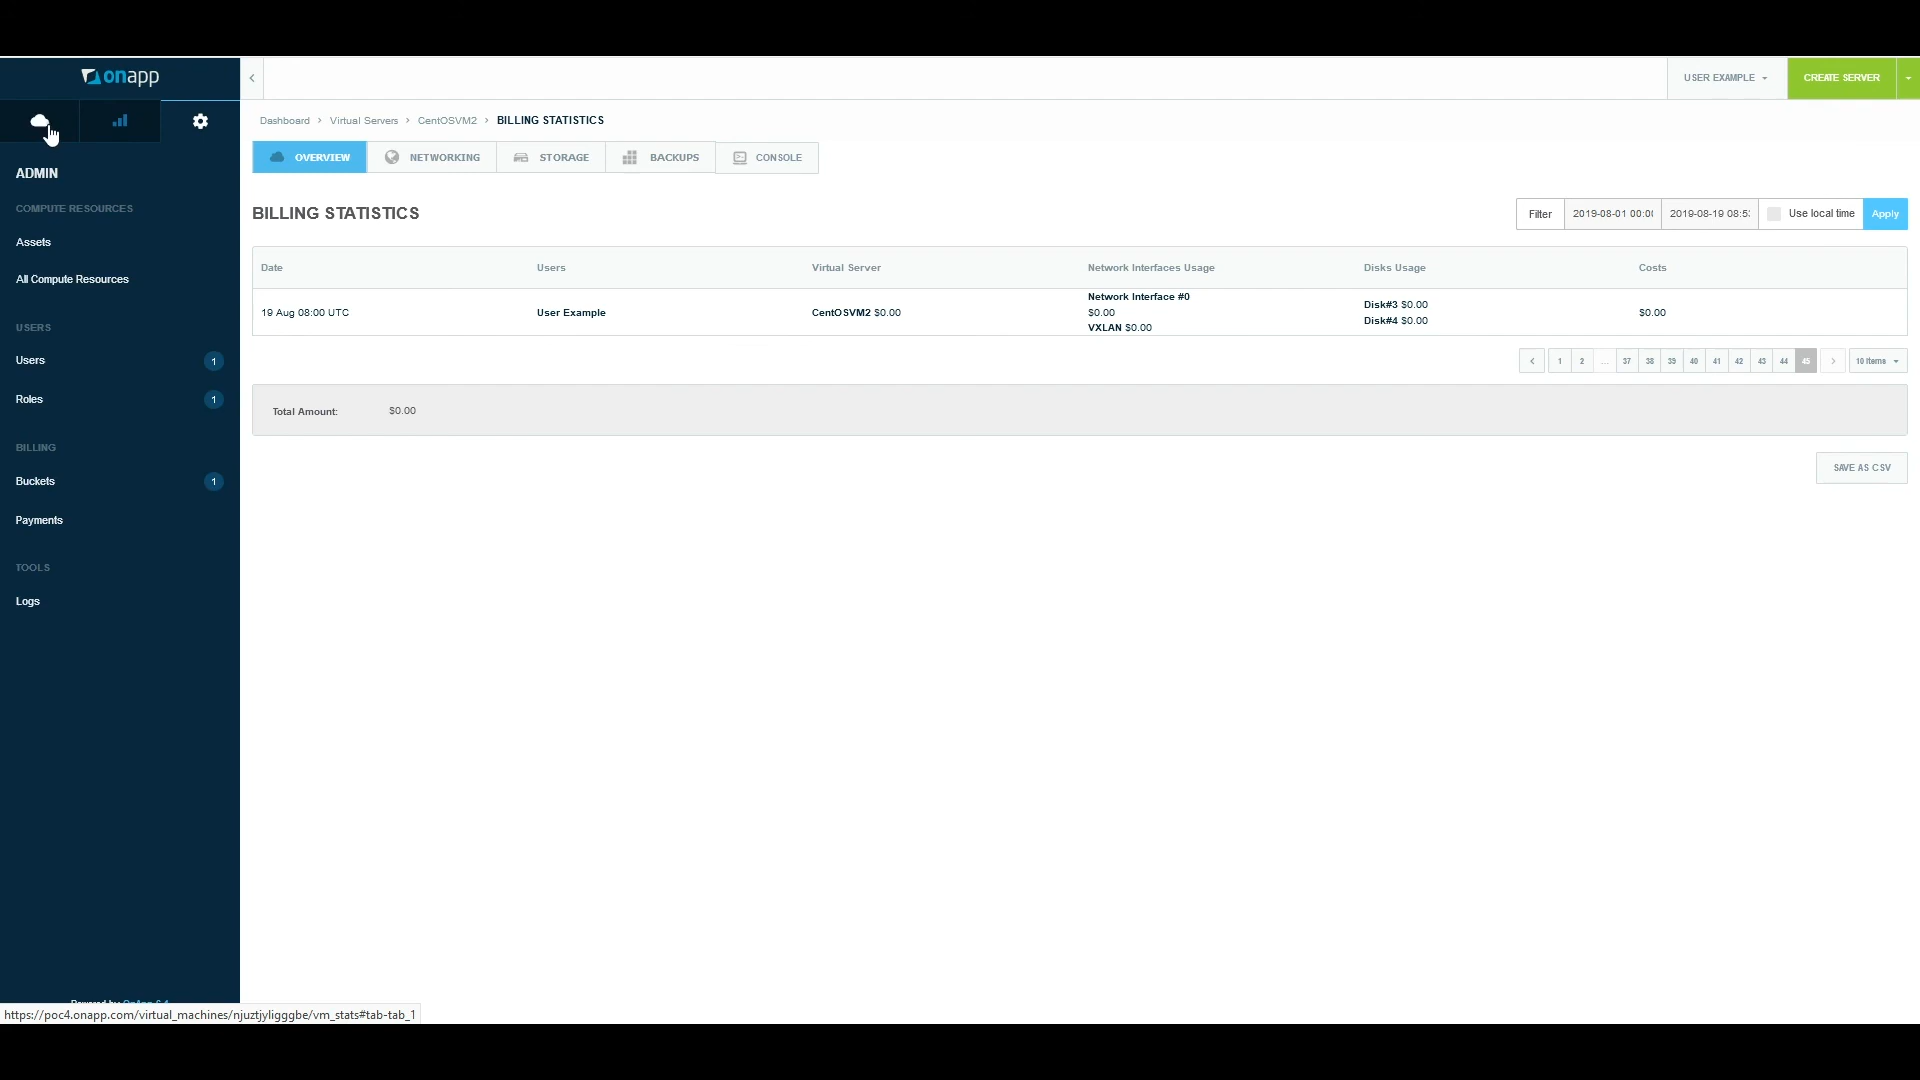 onapp
USER EXAMPLE
CREATE SERVER
Dashboard > Virtual Servers > CentOSVM2 > BILLING STATISTICS
OVERVIEW
NETWORKING
STORAGE
BACKUPS
CONSOLE
ADMIN
COMPUTE RESOURCES
Assets
All Compute Resources
USERS
Users 1
Roles 1
BILLING
Buckets 1
Payments
TOOLS
Logs
BILLING STATISTICS
Filter 2019-08-01 00:0 2019-08-19 08:5 Use local time Apply
Date Users Virtual Server Network Interfaces Usage Disks Usage Costs
19 Aug 08:00 UTC
User Example
CentOSVM2 $0.00
Network Interface #0
$0.00
VXLAN $0.00
Disk#3 $0.00
Disk#4 $0.00
$0.00
1 2 ... 37 38 39 40 41 42 43 44 45 10 items
Total Amount: $0.00
SAVE AS CSV
https://poc4.onapp.com/virtual_machines/njuztjyligggbe/vm_stats#tab-tab_1